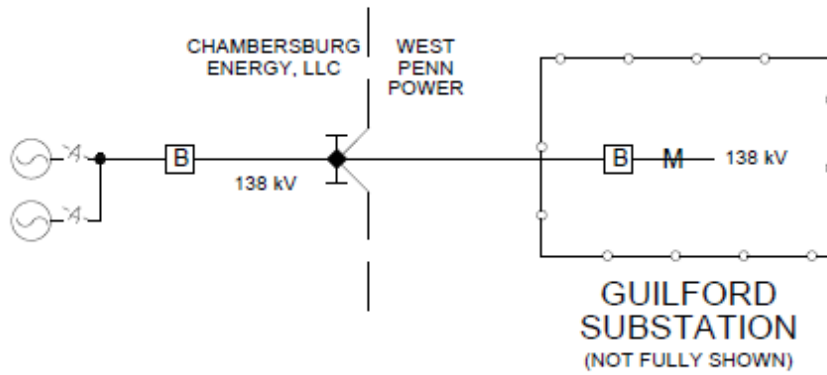 CHAMBERSBURG
ENERGY, LLC
WEST
PENN
POWER
B
138 kV
B
M
138 kV
GUILFORD
SUBSTATION
(NOT FULLY SHOWN)